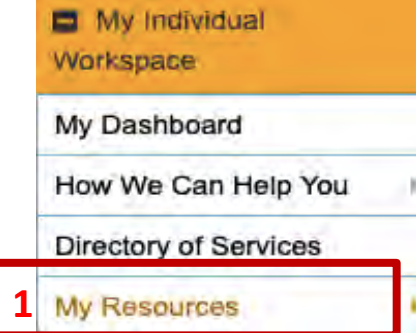 My Individual
Workspace
My Dashboard
How We Can Help You
Directory of Services
1 My Resources